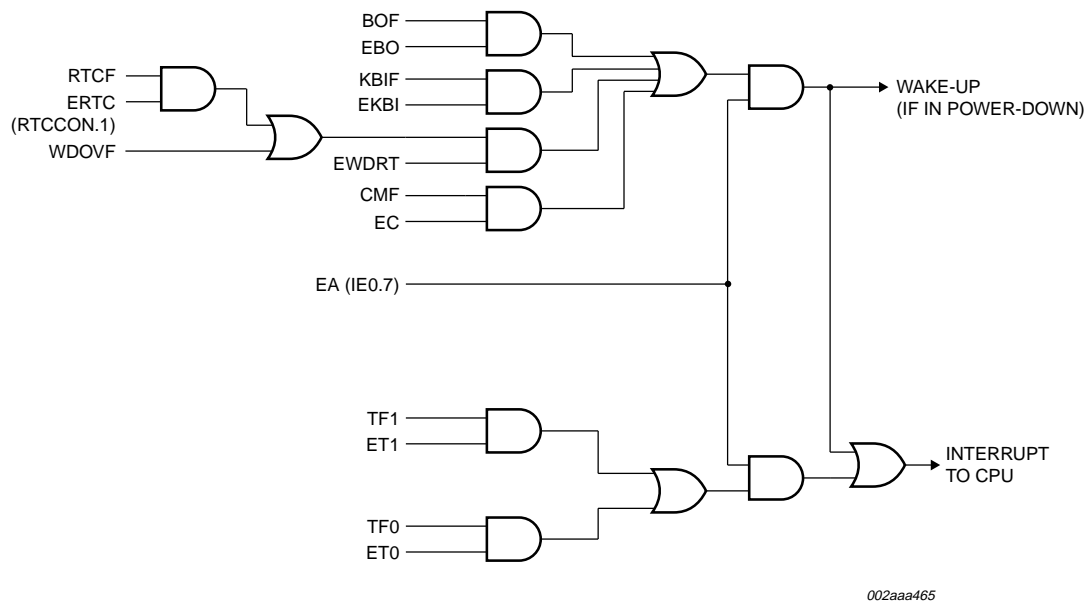 BOF
EBO
RTCF
ERTC
(RTCCON.1)
WDOVF
KBIF
EKBI
EWDRT
CMF
EC
WAKE-UP
(IF IN POWER-DOWN)
EA (IE0.7)
TF1
ET1
TF0
ET0
INTERRUPT
TO CPU
002aaa465